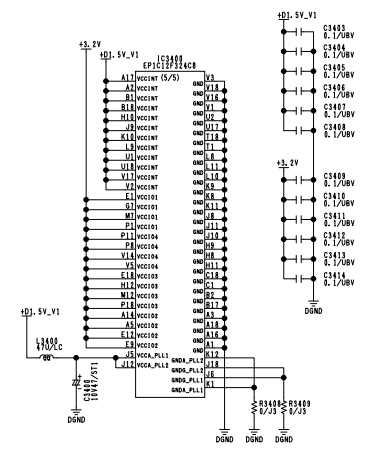 +D1.5V_V1
+3.2V
IC3400
EP1C12F324C8
A17 VCCINT (5/5) GND V3
A2 VCCINT GND V18
B1 VCCINT GND V16
B18 VCCINT GND V1
H10 VCCINT GND U2
J9 VCCINT GND U17
K10 VCCINT GND T18
L9 VCCINT GND T1
U1 VCCINT GND L8
U18 VCCINT GND L11
V17 VCCINT GND L10
V2 VCCINT GND K9
E1 VCCIO1 GND K8
G7 VCCIO1 GND K11
M7 VCCIO1 GND J8
P1 VCCIO1 GND J11
P11 VCCIO4 GND J10
P8 VCCIO4 GND H9
V14 VCCIO4 GND H8
V5 VCCIO4 GND H11
E18 VCCIO3 GND C18
H12 VCCIO3 GND C1
M12 VCCIO3 GND B2
P18 VCCIO3 GND B17
A14 VCCIO2 GND A3
A5 VCCIO2 GND A18
E12 VCCIO2 GND A16
E9 VCCIO2 GND A1
J5 VCCA_PLL1 GNDA_PLL2 K12
J12 VCCA_PLL2 GNDG_PLL2 J18
GNDG_PLL1 J6
GNDA_PLL1 K1
+D1.5V_V1
L3400
47U/LC
C3400
10V47/ST1
DGND
DGND
R3408
0/J3
DGND
R3409
0/J3
DGND
+D1.5V_V1
C3403
0.1/UBV
C3404
0.1/UBV
C3405
0.1/UBV
C3406
0.1/UBV
C3407
0.1/UBV
C3408
0.1/UBV
+3.2V
C3409
0.1/UBV
C3410
0.1/UBV
C3411
0.1/UBV
C3412
0.1/UBV
C3413
0.1/UBV
C3414
0.1/UBV
DGND